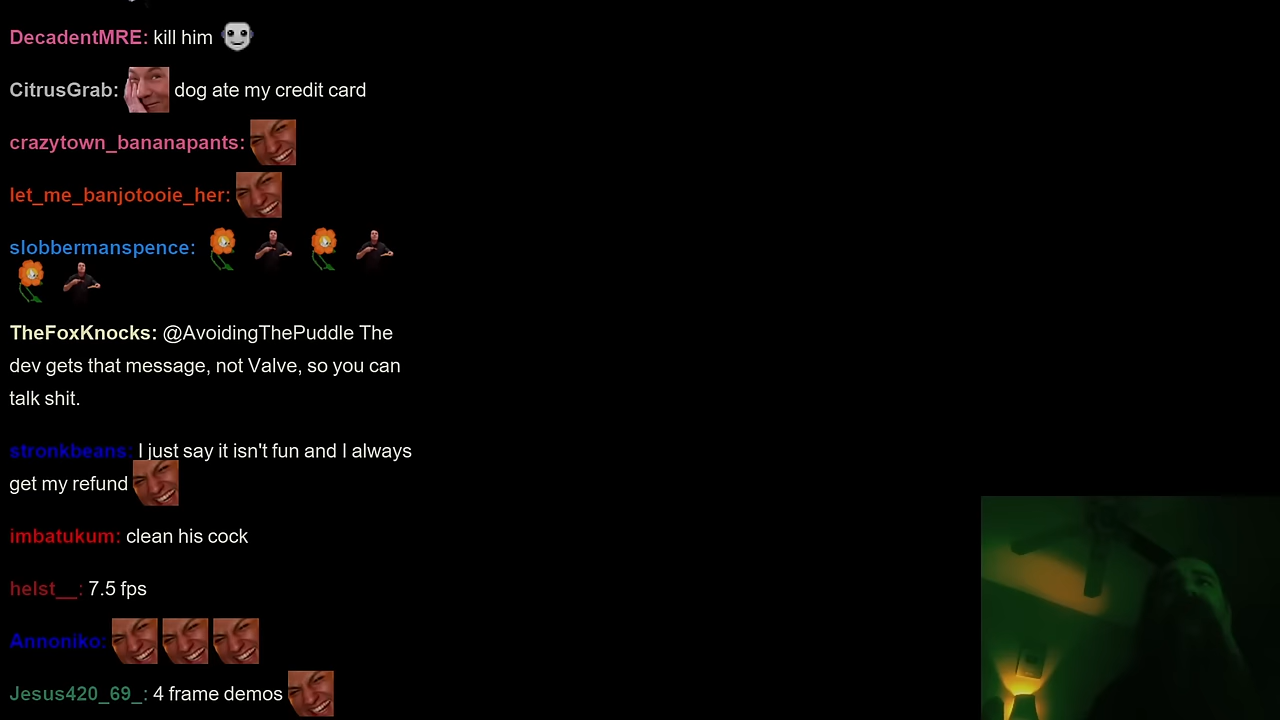 DecadentMRE: kill him
CitrusGrab: dog ate my credit card
crazytown_bananapants:
let_me_banjotooie_her:
slobbermanspence:
TheFoxKnocks: @AvoidingThePuddle The
dev gets that message, not Valve, so you can
talk shit.
stronkbeans: I just say it isn't fun and I always
get my refund
imbatukum: clean his cock
helst__: 7.5 fps
Annoniko:
Jesus420_69_: 4 frame demos